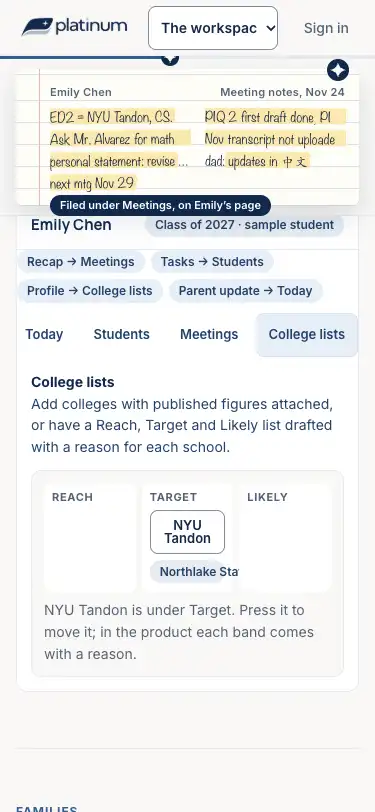 platinum
The workspac
Sign in
Emily Chen
Meeting notes, Nov 24
ED2 = NYU Tandon, CS.
Ask Mr. Alvarez for math
personal statement: revise ...
next mtg Nov 29
PIQ 2 first draft done, PI
Nov transcript not uploade
dad: updates in 中文
Filed under Meetings, on Emily's page
Emily Chen
Class of 2027 · sample student
Recap → Meetings
Tasks → Students
Profile → College lists
Parent update → Today
Today
Students
Meetings
College lists
College lists
Add colleges with published figures attached,
or have a Reach, Target and Likely list drafted
with a reason for each school.
REACH
TARGET
LIKELY
NYU
Tandon
Northlake Sta
NYU Tandon is under Target. Press it to
move it; in the product each band comes
with a reason.
FAMILIES